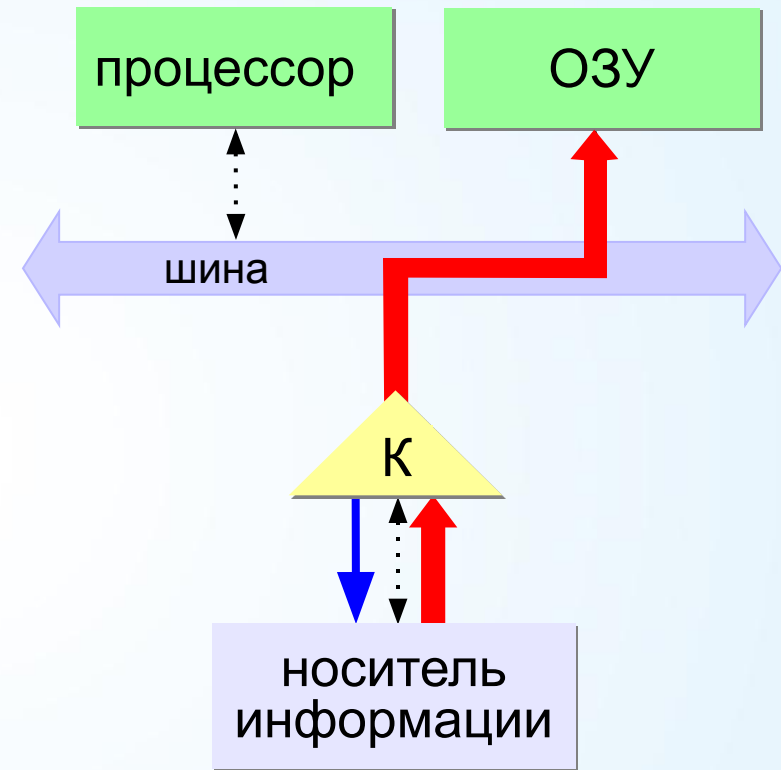 процессор
ОЗУ
шина
К
носитель
информации